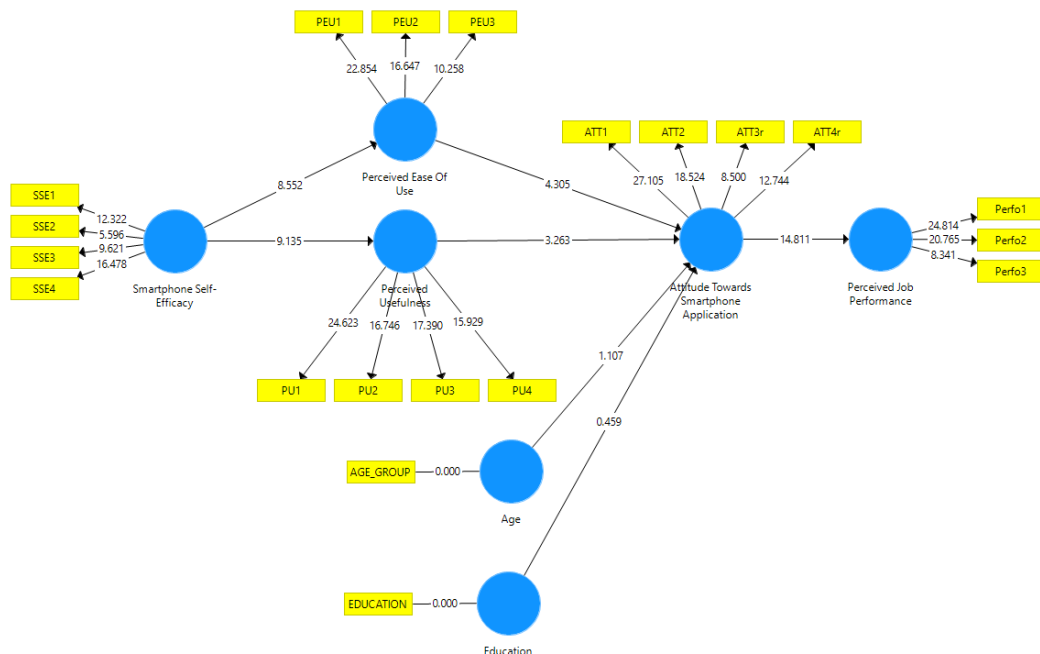 PEU1
PEU2
PEU3
22.854
16.647
10.258
Perceived Ease Of
Use
ATT1
ATT2
ATT3r
ATT4r
27.105
18.524
8.500
12.744
8.552
4.305
SSE1
SSE2
SSE3
SSE4
12.322
5.596
9.621
16.478
Smartphone Self-
Efficacy
9.135
Perceived
Usefulness
3.263
Attitude Towards
Smartphone
Application
14.811
Perceived Job
Performance
24.814
20.765
8.341
Perfo1
Perfo2
Perfo3
24.623
16.746
17.390
15.929
PU1
PU2
PU3
PU4
1.107
0.459
AGE_GROUP
0.000
Age
EDUCATION
0.000
Education